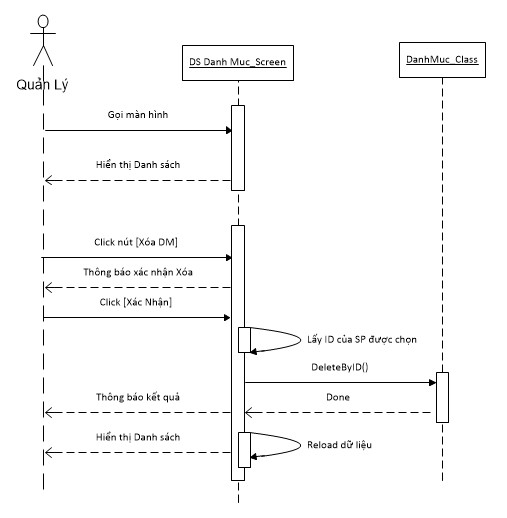 DS Danh Muc_Screen
DanhMuc_Class
Quản Lý
Gọi màn hình
Hiển thị Danh sách
Click nút [Xóa DM]
Thông báo xác nhận Xóa
Click [Xác Nhận]
Lấy ID của SP được chọn
DeleteByID()
Thông báo kết quả
Done
Hiển thị Danh sách
Reload dữ liệu